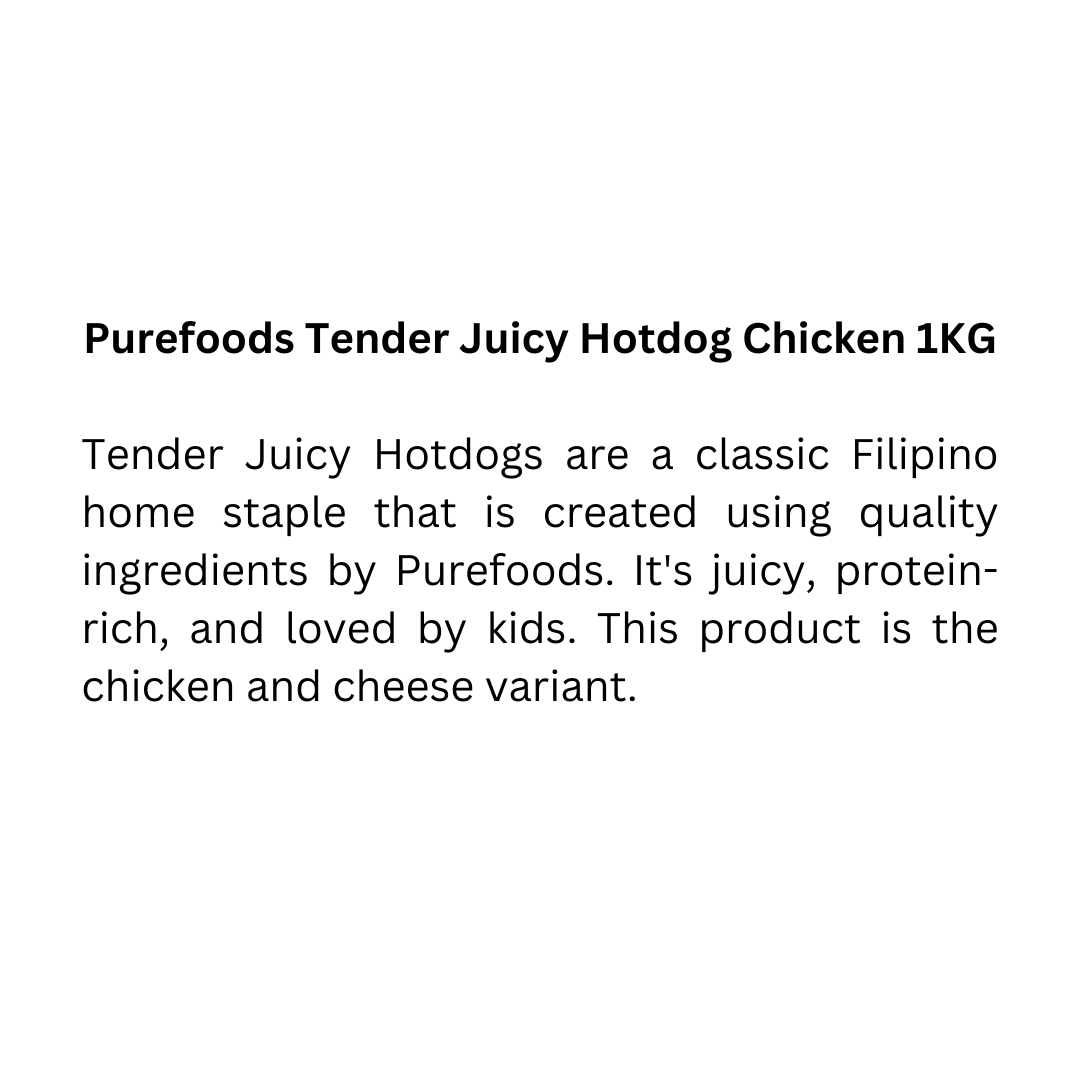 Purefoods Tender Juicy Hotdog Chicken 1KG
Tender Juicy Hotdogs are a classic Filipino
home staple that is created using quality
ingredients by Purefoods. It's juicy, protein-
rich, and loved by kids. This product is the
chicken and cheese variant.